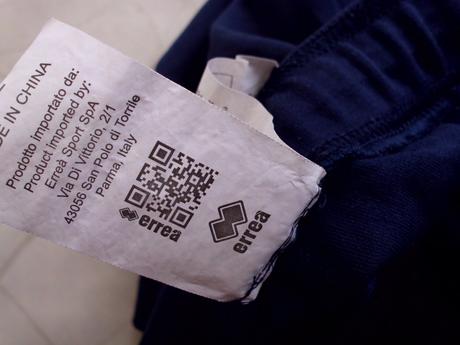 MADE IN CHINA
Prodotto importato da:
Product imported by:
Erreà Sport SpA
Via Di Vittorio, 2/1
43056 San Polo di Torrile
Parma, Italy
errea
errea